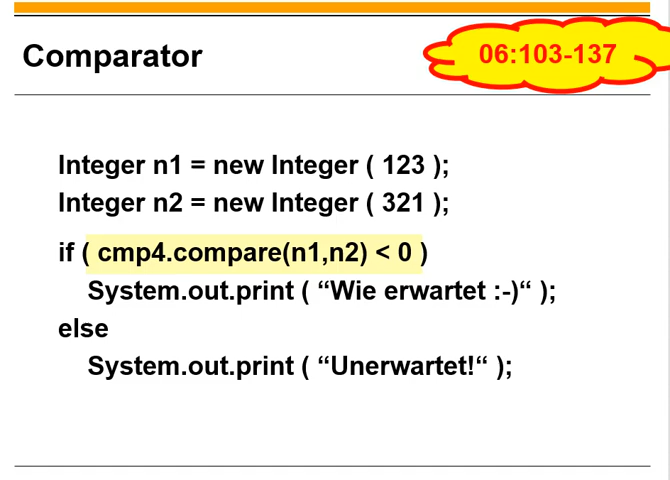 Comparator
06:103-137
Integer n1 = new Integer ( 123 );
Integer n2 = new Integer ( 321 );
if ( cmp4.compare(n1,n2) < 0 )
System.out.print ( “Wie erwartet :-)“ );
else
System.out.print ( “Unerwartet!“ );